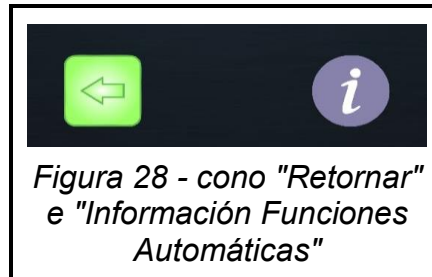 i
Figura 28 - cono "Retornar"
e "Información Funciones
Automáticas"